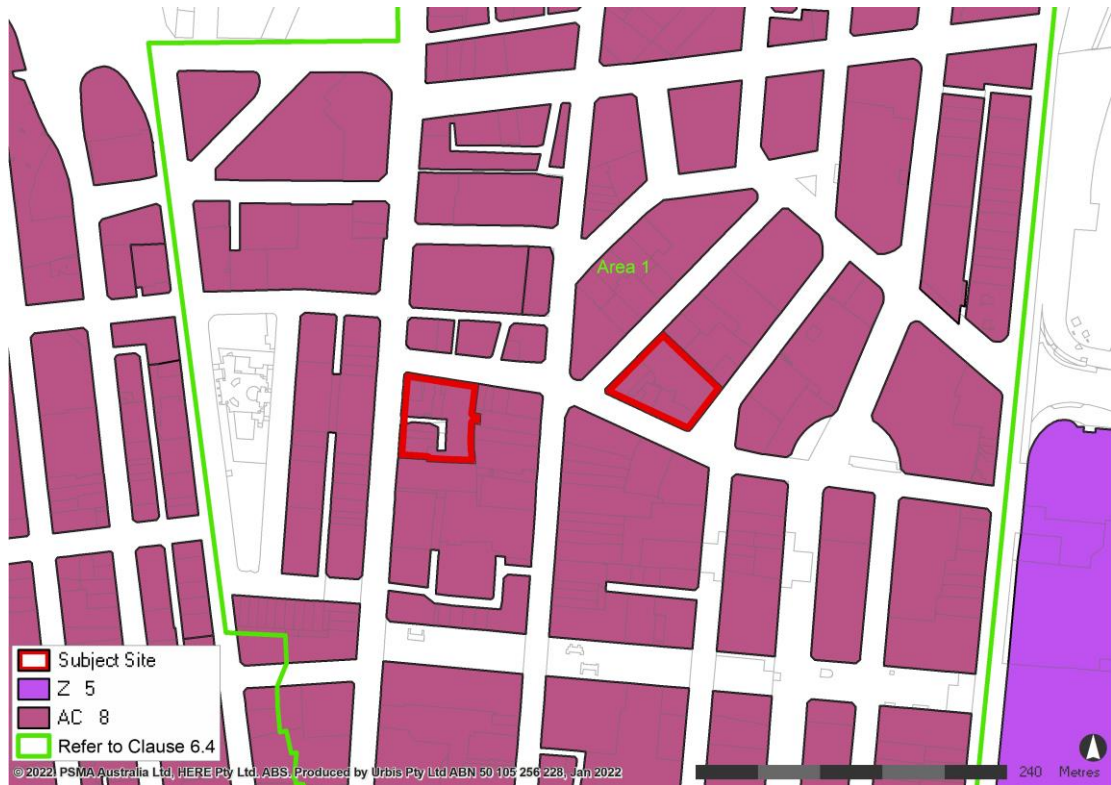 Area 1
Subject Site
Z 5
AC 8
Refer to Clause 6.4
© 2022. PSMA Australia Ltd, HERE Pty Ltd. ABS. Produced by Urbis Pty Ltd ABN 50 105 256 228, Jan 2022
240 Metres